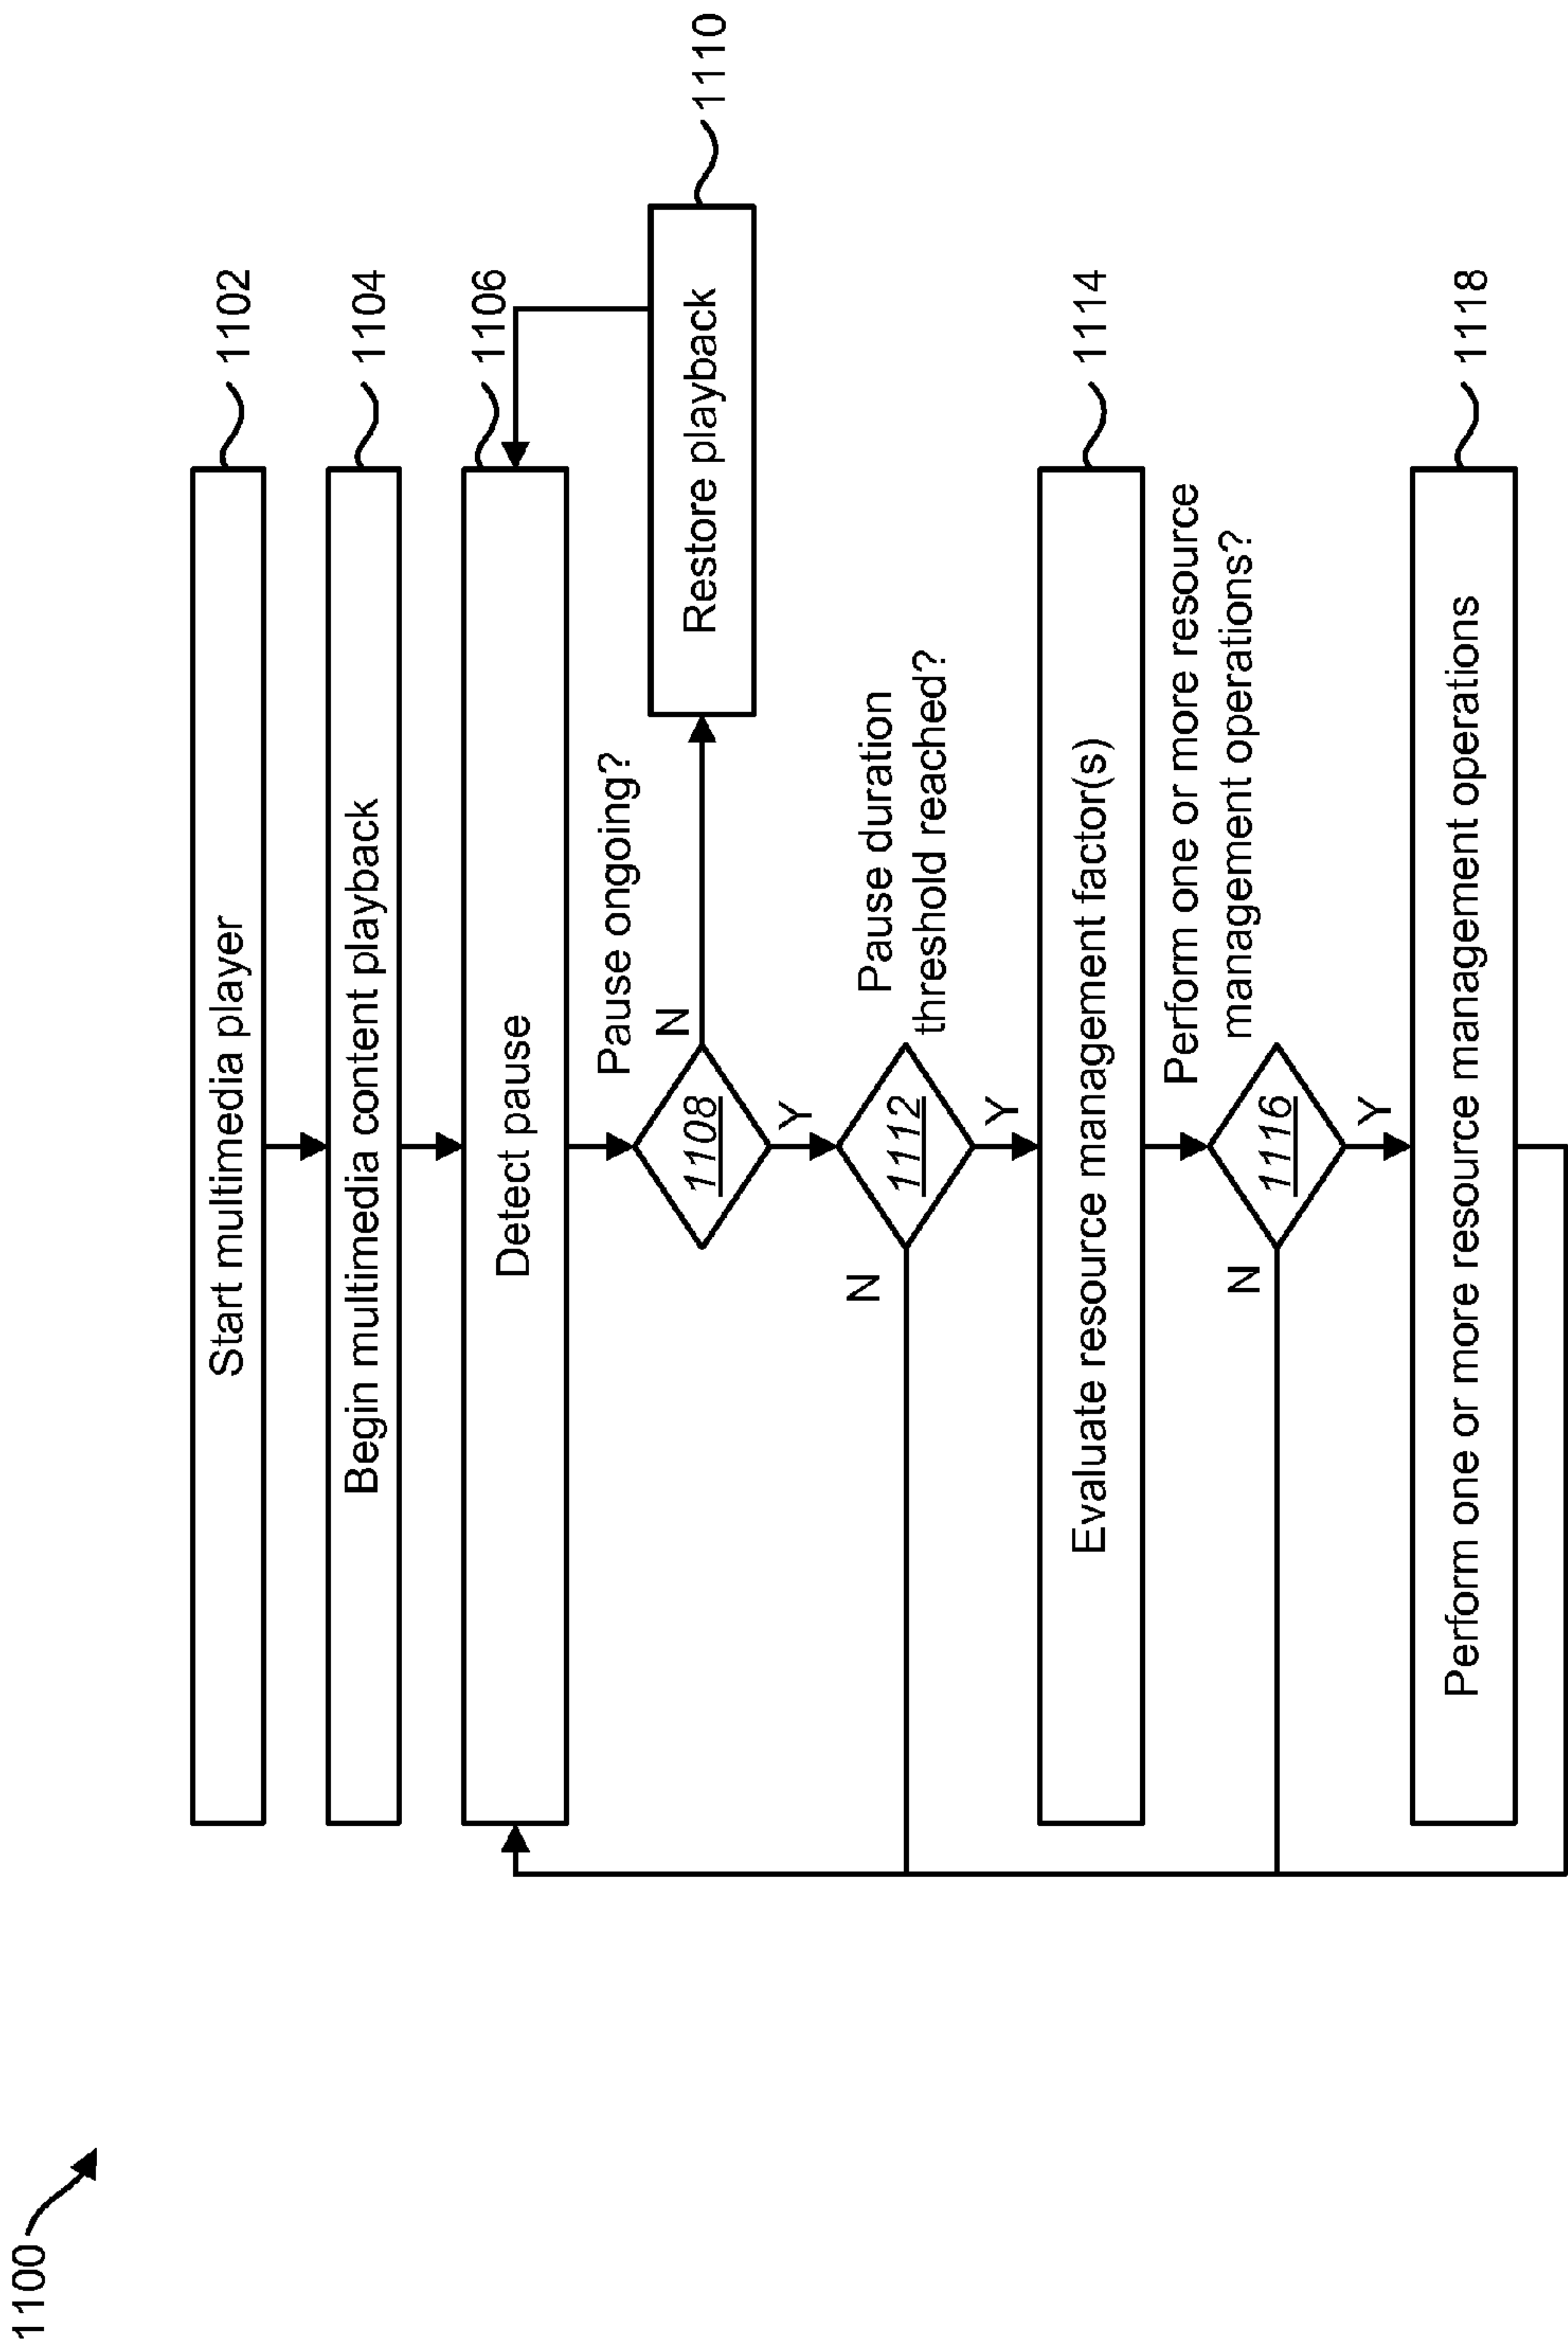 1100
Start multimedia player
1102
Begin multimedia content playback
1104
Detect pause
1106
Pause ongoing?
1108
N
Y
Restore playback
1110
Pause duration
threshold reached?
1112
N
Y
Evaluate resource management factor(s)
1114
Perform one or more resource
management operations?
1116
N
Y
Perform one or more resource management operations
1118